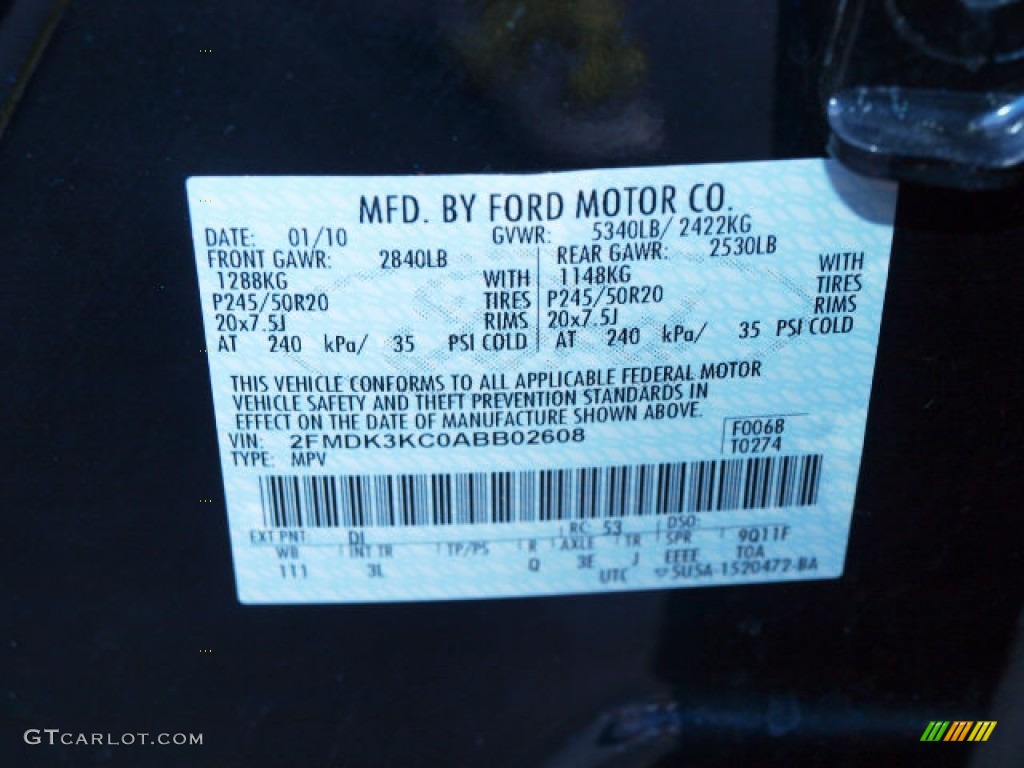 MFD. BY FORD MOTOR CO.
DATE: 01/10 GVWR: 5340LB/ 2422KG
FRONT GAWR: 2840LB REAR GAWR: 2530LB
1288KG WITH 1148KG WITH
P245/50R20 TIRES P245/50R20 TIRES
20x7.5J RIMS 20x7.5J RIMS
AT 240 kPa/ 35 PSI COLD AT 240 kPa/ 35 PSI COLD
THIS VEHICLE CONFORMS TO ALL APPLICABLE FEDERAL MOTOR
VEHICLE SAFETY AND THEFT PREVENTION STANDARDS IN
EFFECT ON THE DATE OF MANUFACTURE SHOWN ABOVE.
VIN: 2FMDK3KC0ABB02608 F0068
TYPE: MPV T0274
EXT PNT: DI RC: 53 DSO: 9Q11F
WB INT TR TP/PS R AXLE TR SPR TOA
111 3L Q 3E J EEEE
UTC 5U5A-1520472-BA
GTCARLOT.COM